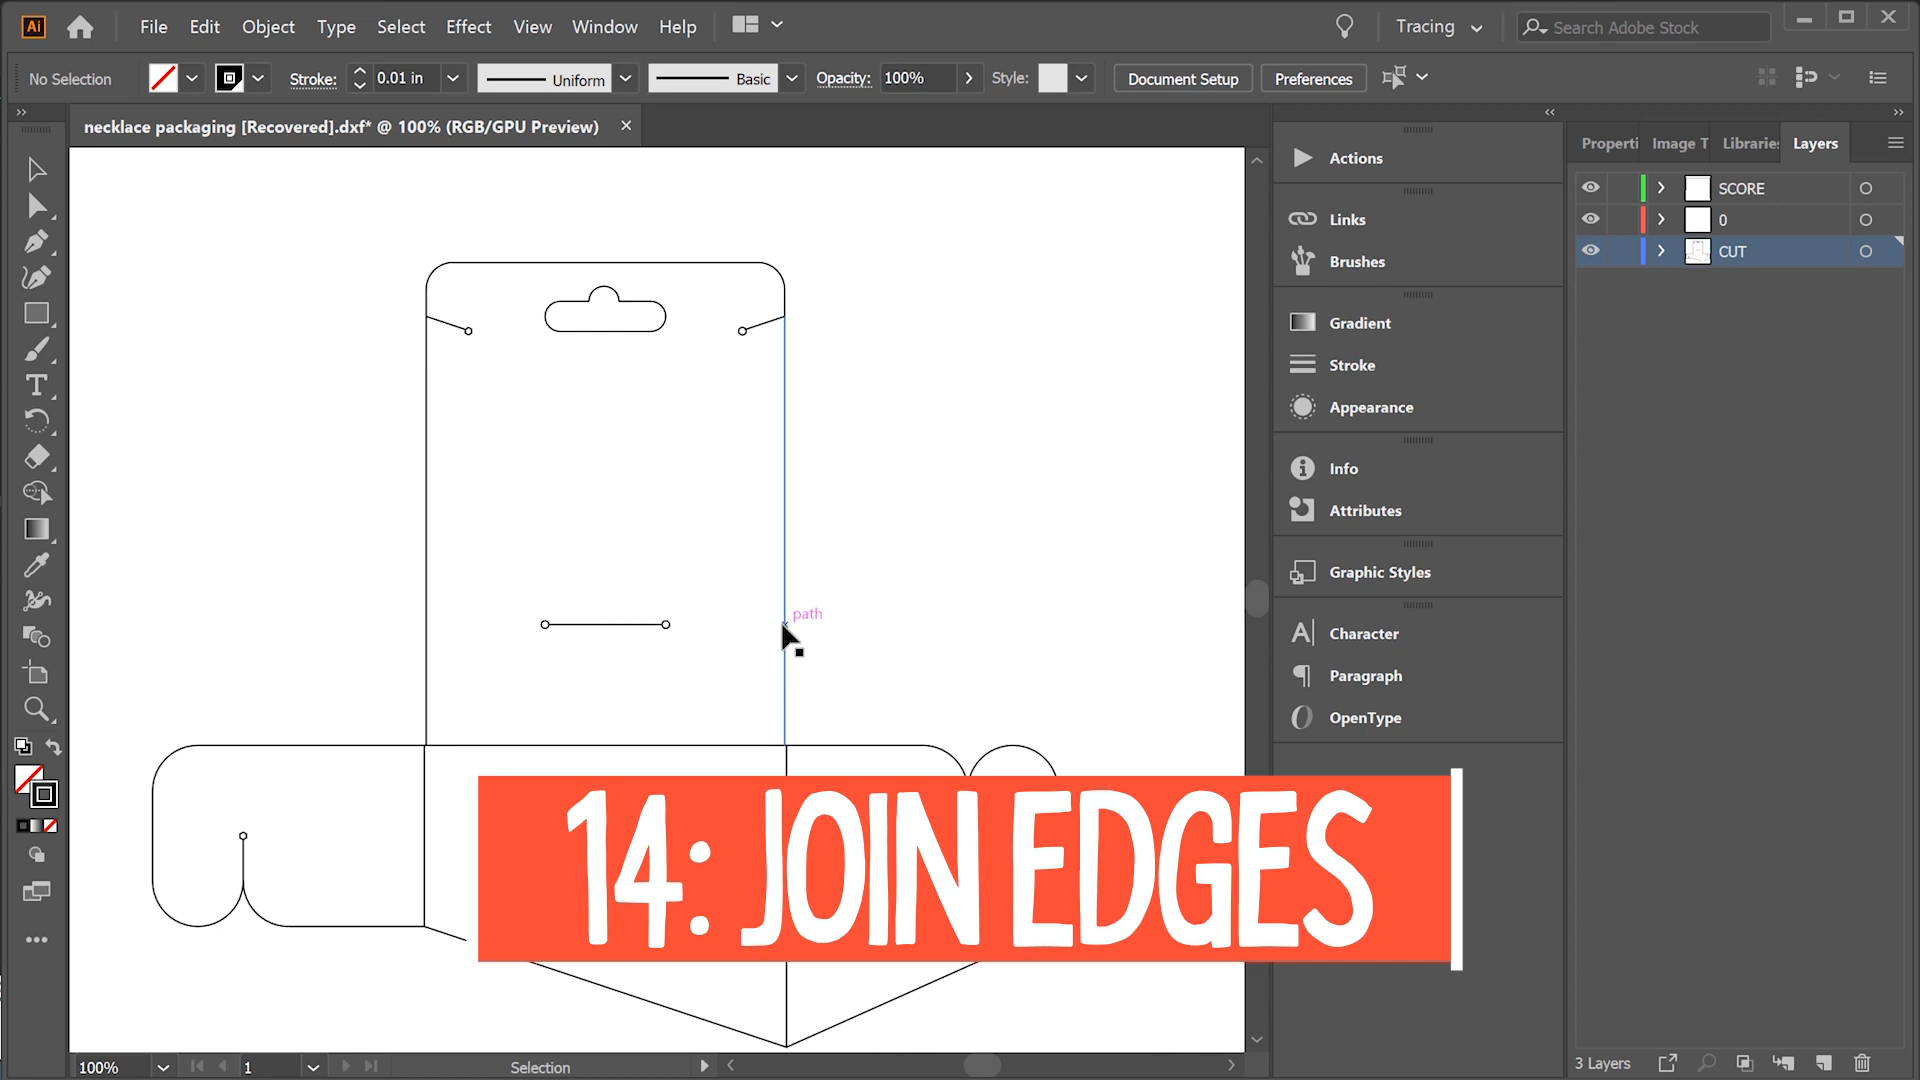 Ai File Edit Object Type Select Effect View Window Help Tracing Search Adobe Stock
No Selection Stroke: 0.01 in Uniform Basic Opacity: 100% Style: Document Setup Preferences
necklace packaging [Recovered].dxf* @ 100% (RGB/GPU Preview)
path
14: JOIN EDGES
100% 1 Selection
Actions
Links
Brushes
Gradient
Stroke
Appearance
Info
Attributes
Graphic Styles
Character
Paragraph
OpenType
Properti Image T Libraries Layers
SCORE
0
CUT
3 Layers